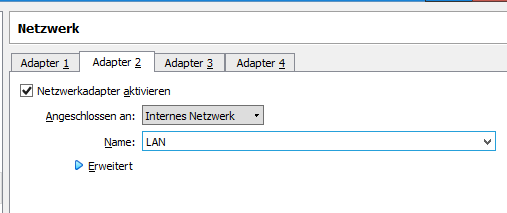 Netzwerk
Adapter 1 Adapter 2 Adapter 3 Adapter 4
Netzwerkadapter aktivieren
Angeschlossen an: Internes Netzwerk
Name: LAN
Erweitert